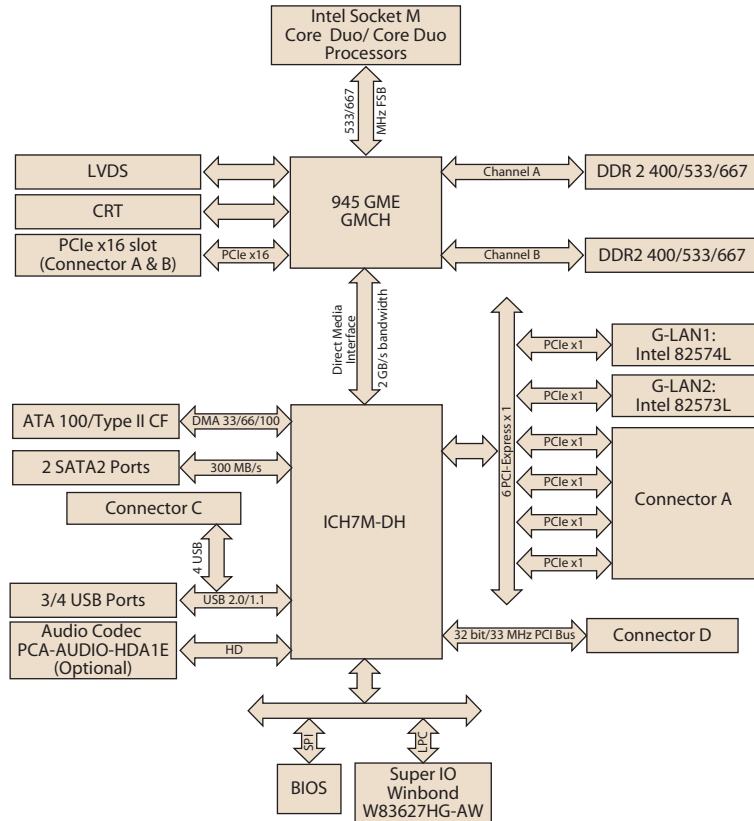 Intel Socket M
Core Duo/ Core Duo
Processors
533/667
MHz FSB
LVDS
CRT
PCIe x16 slot
(Connector A & B)
PCIe x16
945 GME
GMCH
Channel A
DDR 2 400/533/667
Channel B
DDR2 400/533/667
Direct Media
Interface
2 GB/s bandwidth
6 PCI-Express x 1
PCIe x1
G-LAN1:
Intel 82574L
PCIe x1
G-LAN2:
Intel 82573L
PCIe x1
PCIe x1
PCIe x1
PCIe x1
Connector A
ATA 100/Type II CF
DMA 33/66/100
2 SATA2 Ports
300 MB/s
Connector C
4 USB
ICH7M-DH
3/4 USB Ports
USB 2.0/1.1
Audio Codec
PCA-AUDIO-HDA1E
(Optional)
HD
32 bit/33 MHz PCI Bus
Connector D
SPI
LPC
BIOS
Super IO
Winbond
W83627HG-AW